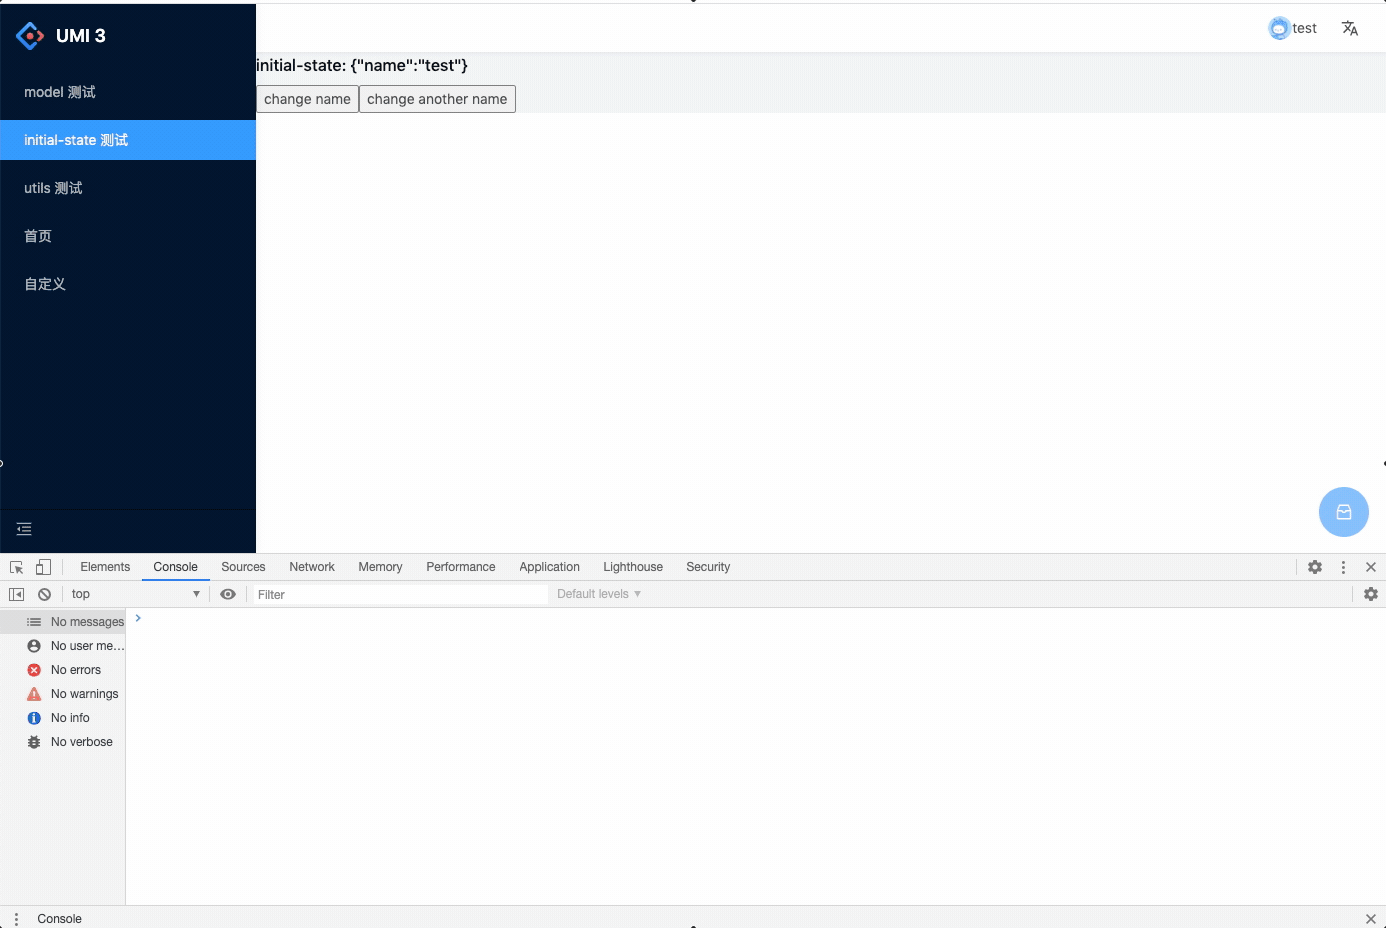 UMI 3
test
model 测试
initial-state 测试
utils 测试
首页
自定义
initial-state: {"name":"test"}
change name change another name
Elements Console Sources Network Memory Performance Application Lighthouse Security
top Filter Default levels
No messages
No user me...
No errors
No warnings
No info
No verbose
Console